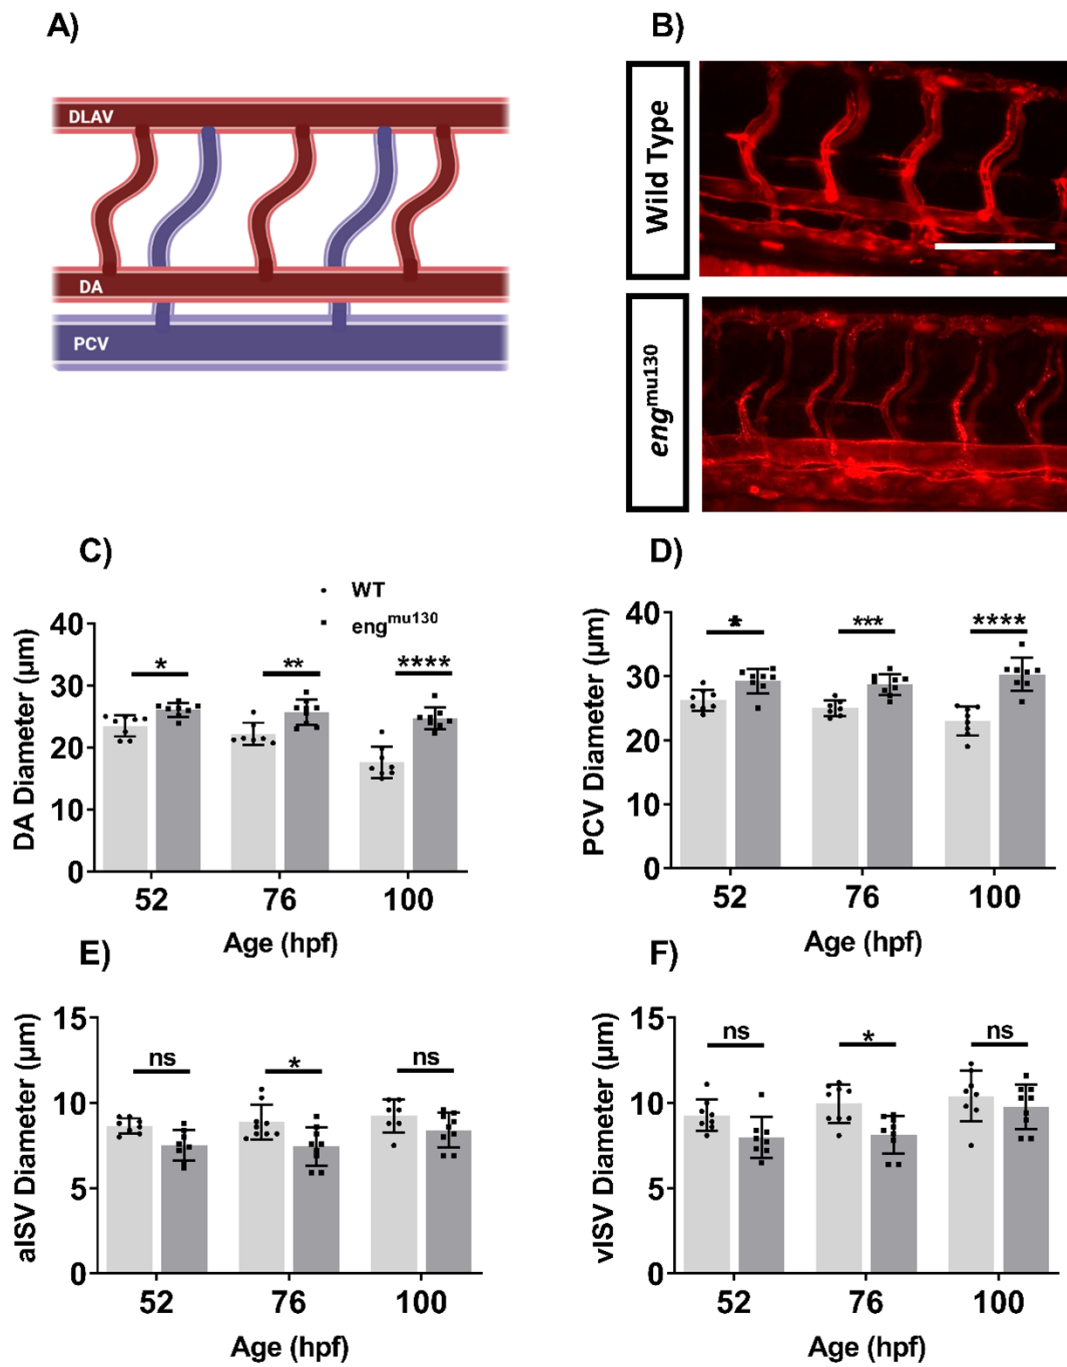 A)
DLAV
DA
PCV
B)
Wild Type
eng^mu130
C)
WT
eng^mu130
DA Diameter (µm)
40
30
20
10
0
*
**
****
52 76 100
Age (hpf)
D)
PCV Diameter (µm)
40
30
20
10
0
*
***
****
52 76 100
Age (hpf)
E)
aISV Diameter (µm)
15
10
5
0
ns
*
ns
52 76 100
Age (hpf)
F)
vISV Diameter (µm)
15
10
5
0
ns
*
ns
52 76 100
Age (hpf)